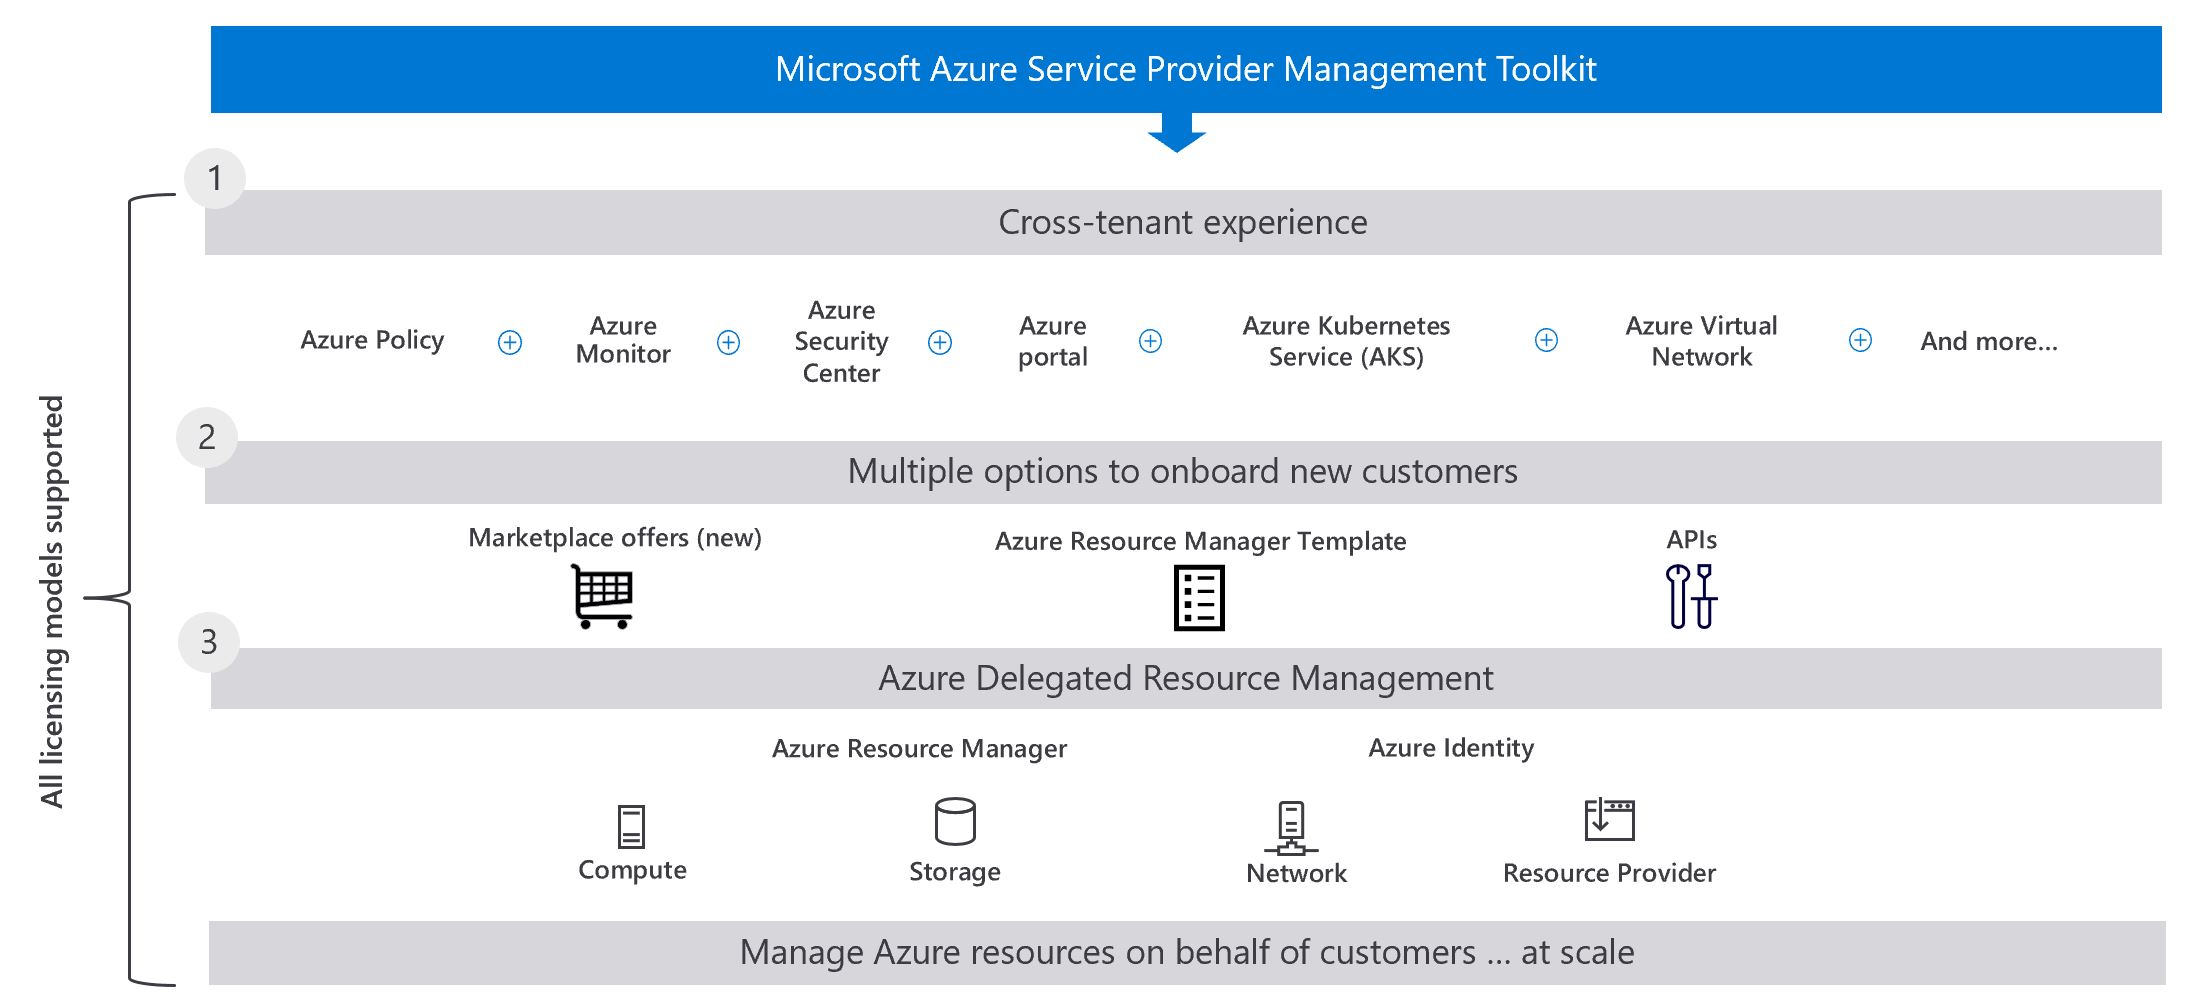 Microsoft Azure Service Provider Management Toolkit
1
Cross-tenant experience
Azure Policy
Azure
Monitor
Azure
Security
Center
Azure
portal
Azure Kubernetes
Service (AKS)
Azure Virtual
Network
And more...
2
Multiple options to onboard new customers
Marketplace offers (new)
Azure Resource Manager Template
APIs
3
Azure Delegated Resource Management
Azure Resource Manager
Azure Identity
Compute
Storage
Network
Resource Provider
Manage Azure resources on behalf of customers ... at scale
All licensing models supported